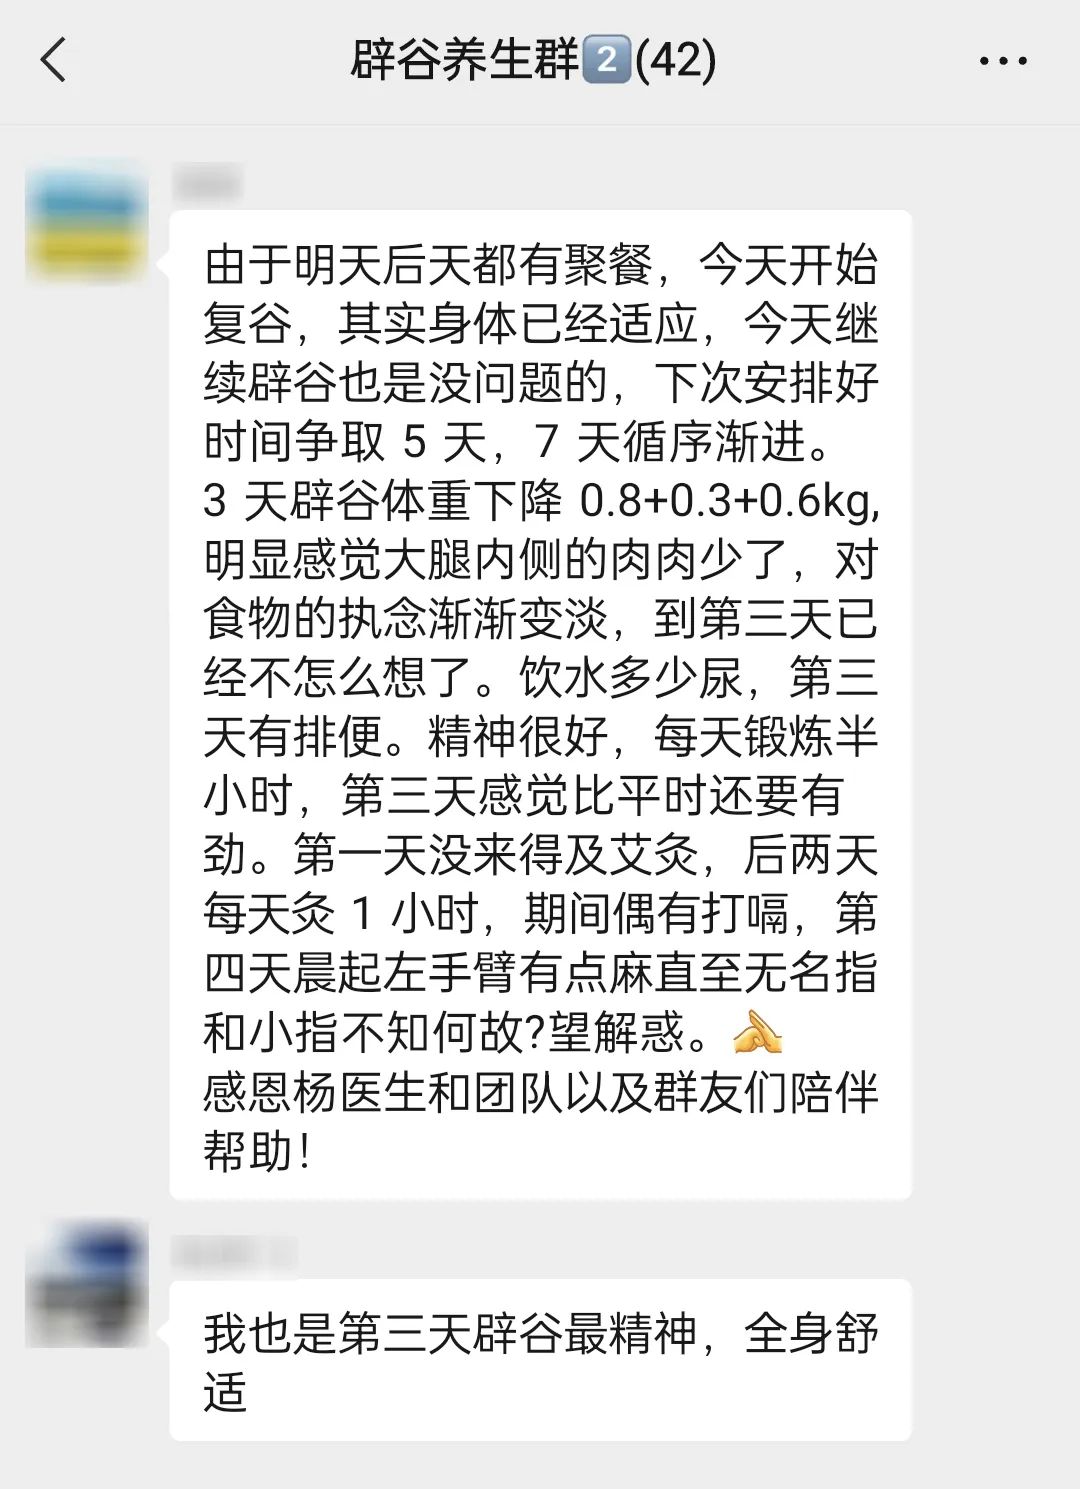 辟谷养生群2️⃣(42)
由于明天后天都有聚餐，今天开始
复谷，其实身体已经适应，今天继
续辟谷也是没问题的，下次安排好
时间争取 5 天，7 天循序渐进。
3 天辟谷体重下降 0.8+0.3+0.6kg,
明显感觉大腿内侧的肉肉少了，对
食物的执念渐渐变淡，到第三天已
经不怎么想了。饮水多少尿，第三
天有排便。精神很好，每天锻炼半
小时，第三天感觉比平时还要有
劲。第一天没来得及艾灸，后两天
每天灸 1 小时，期间偶有打嗝，第
四天晨起左手臂有点麻直至无名指
和小指不知何故?望解惑。
感恩杨医生和团队以及群友们陪伴
帮助！
我也是第三天辟谷最精神，全身舒
适